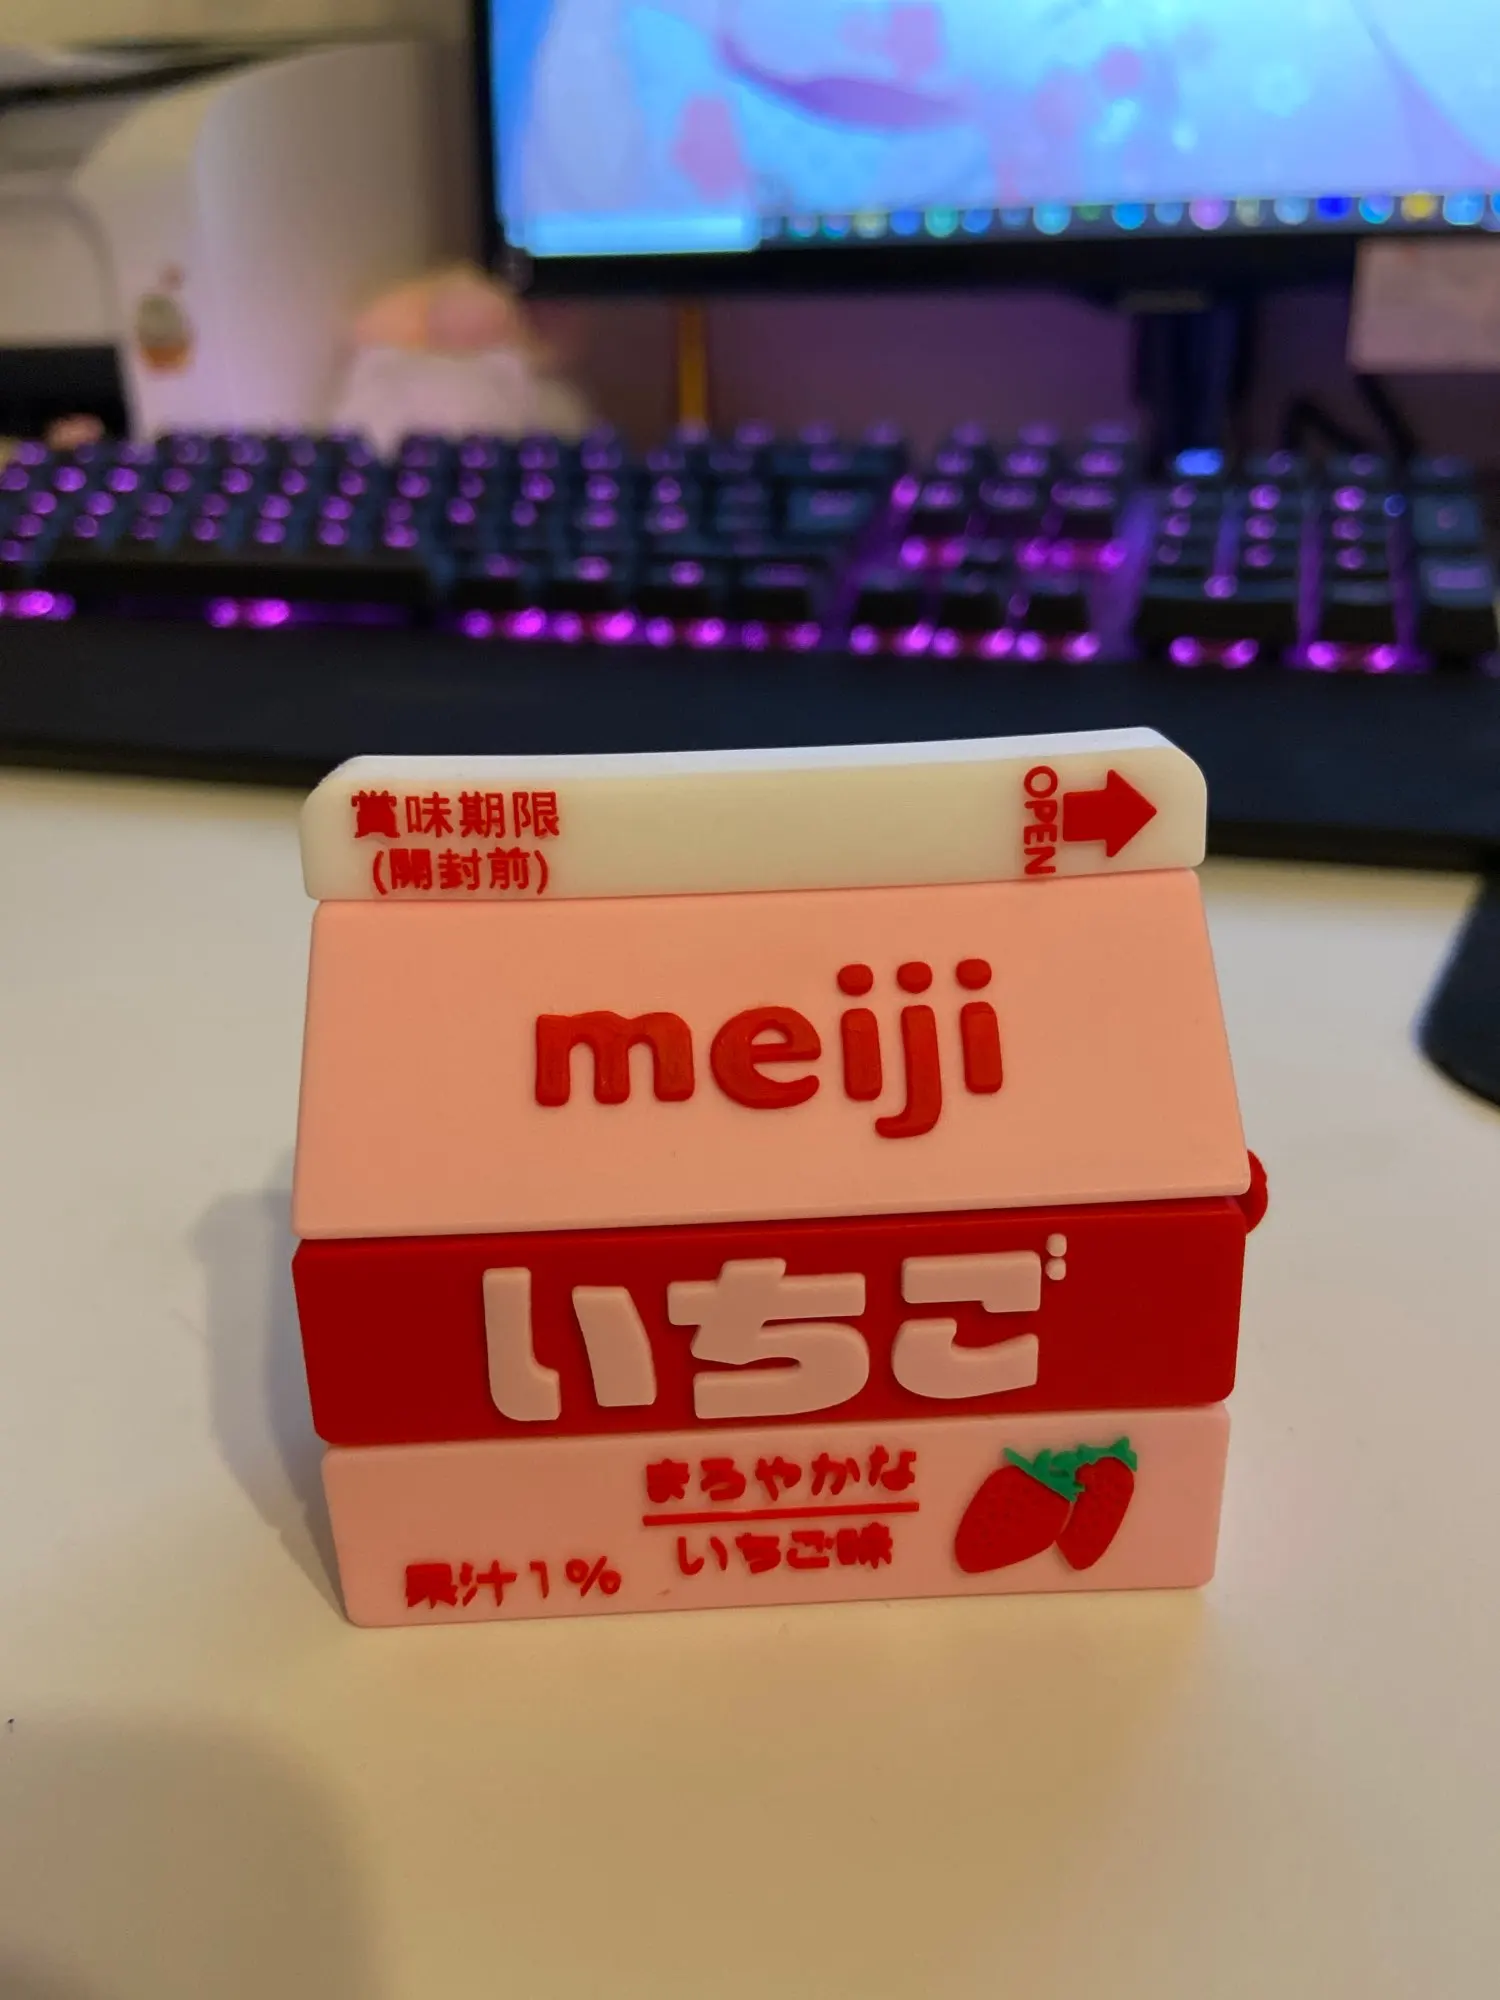 賞味期限
(開封前)
OPEN
meiji
いちご
まろやかな
いちご味
果汁1%